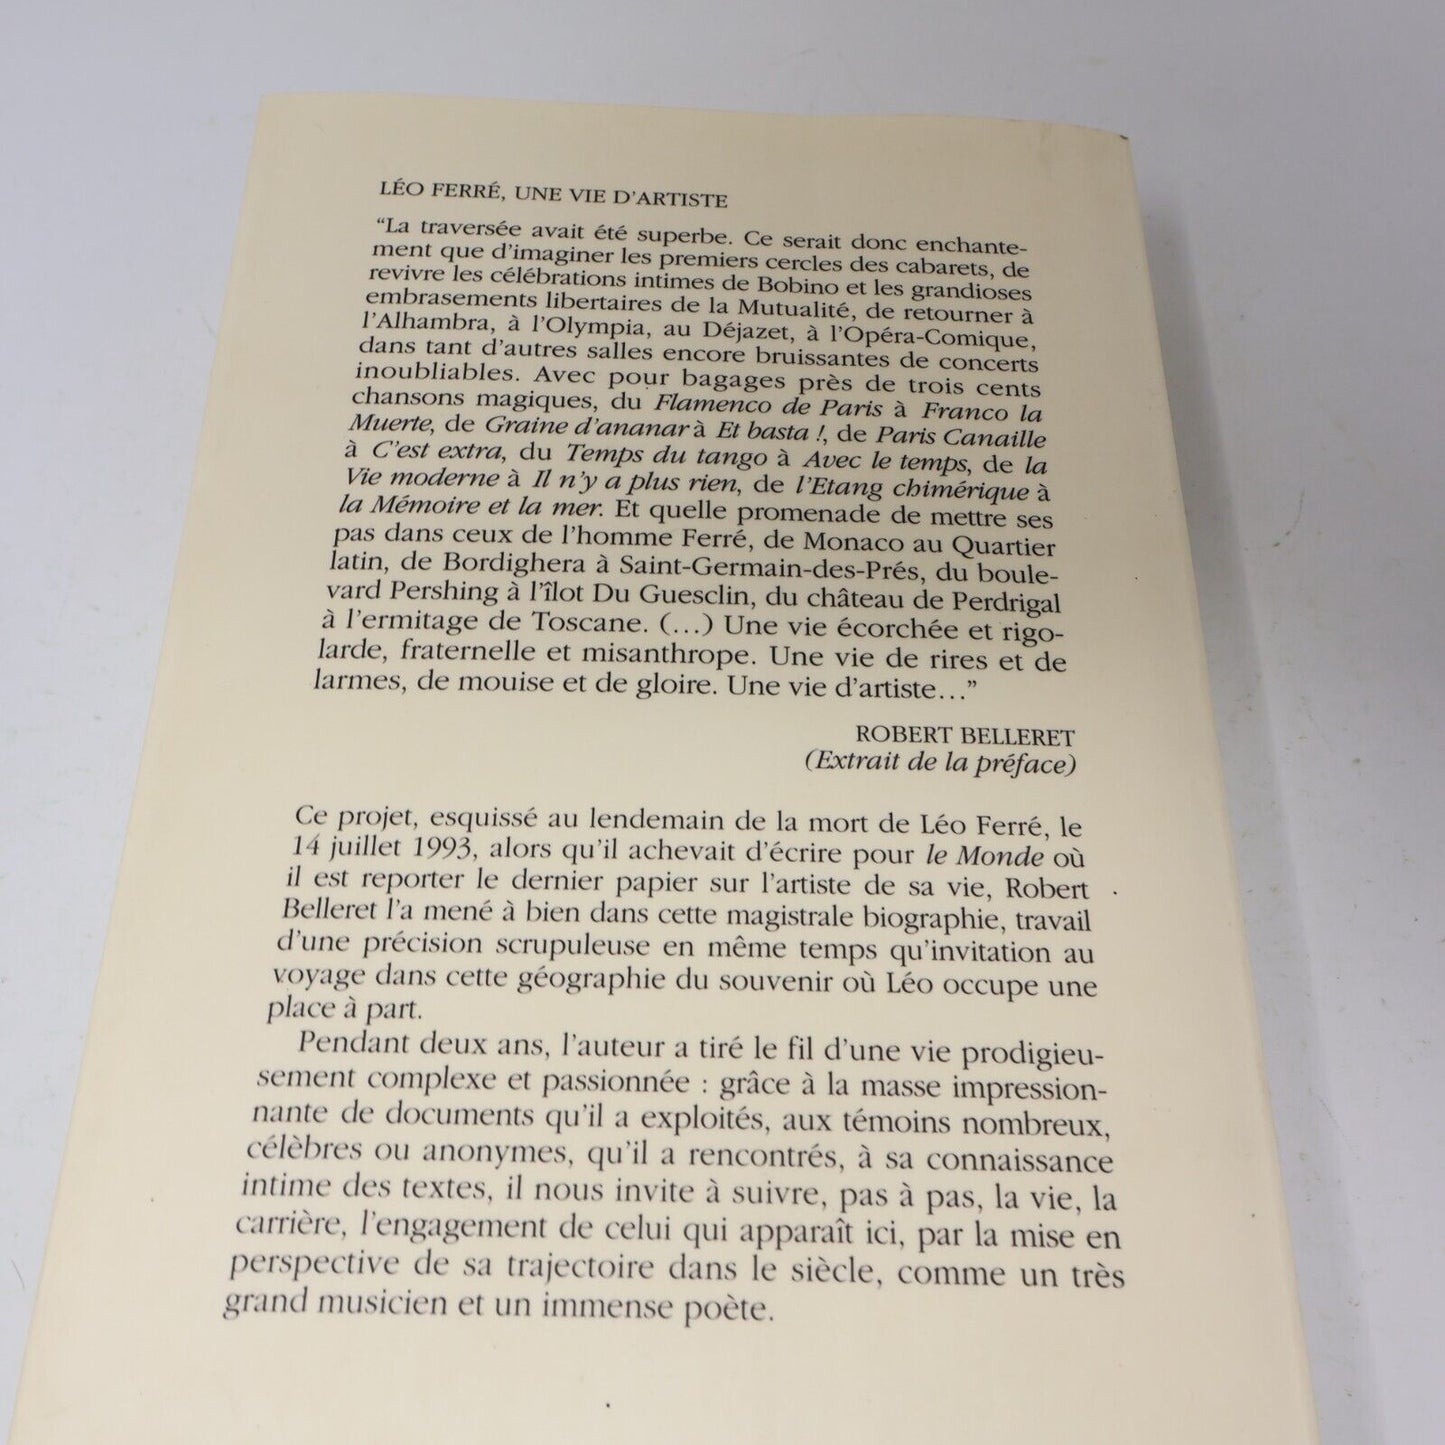 LÉO FERRÉ, UNE VIE D'ARTISTE
“La traversée avait été superbe. Ce serait donc enchante-
ment que d'imaginer les premiers cercles des cabarets, de
revivre les célébrations intimes de Bobino et les grandioses
embrasements libertaires de la Mutualité, de retourner à
l'Alhambra, à l'Olympia, au Déjazet, à l'Opéra-Comique,
dans tant d'autres salles encore bruissantes de concerts
inoubliables. Avec pour bagages près de trois cents
chansons magiques, du Flamenco de Paris à Franco la
Muerte, de Graine d'ananar à Et basta !, de Paris Canaille
à C'est extra, du Temps du tango à Avec le temps, de la
Vie moderne à Il n'y a plus rien, de l'Etang chimérique à
la Mémoire et la mer. Et quelle promenade de mettre ses
pas dans ceux de l'homme Ferré, de Monaco au Quartier
latin, de Bordighera à Saint-Germain-des-Prés, du boule-
vard Pershing à l'îlot Du Guesclin, du château de Perdrigal
à l'ermitage de Toscane. (...) Une vie écorchée et rigo-
larde, fraternelle et misanthrope. Une vie de rires et de
larmes, de mouise et de gloire. Une vie d'artiste...”
ROBERT BELLERET
(Extrait de la préface)
Ce projet, esquissé au lendemain de la mort de Léo Ferré, le
14 juillet 1993, alors qu'il achevait d'écrire pour le Monde où
il est reporter le dernier papier sur l'artiste de sa vie, Robert
Belleret l'a mené à bien dans cette magistrale biographie, travail
d'une précision scrupuleuse en même temps qu'invitation au
voyage dans cette géographie du souvenir où Léo occupe une
place à part.
Pendant deux ans, l'auteur a tiré le fil d'une vie prodigieu-
sement complexe et passionnée : grâce à la masse impression-
nante de documents qu'il a exploités, aux témoins nombreux,
célèbres ou anonymes, qu'il a rencontrés, à sa connaissance
intime des textes, il nous invite à suivre, pas à pas, la vie, la
carrière, l'engagement de celui qui apparaît ici, par la mise en
perspective de sa trajectoire dans le siècle, comme un très
grand musicien et un immense poète.